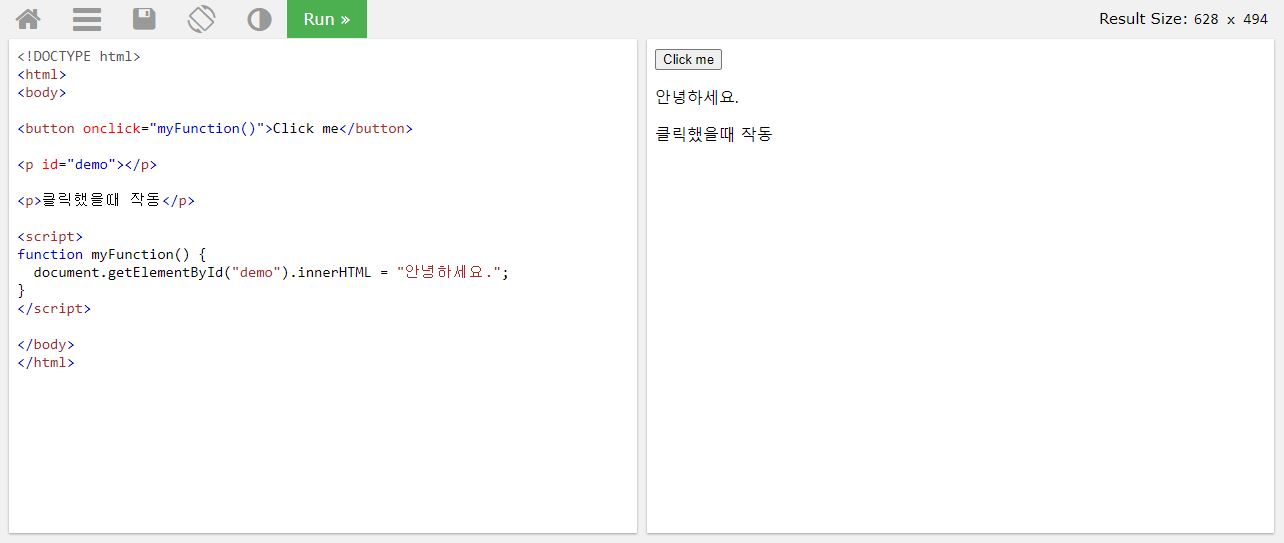 Run »
Result Size: 628 x 494
<!DOCTYPE html>
<html>
<body>
<button onclick="myFunction()">Click me</button>
<p id="demo"></p>
<p>클릭했을때 작동</p>
<script>
function myFunction() {
  document.getElementById("demo").innerHTML = "안녕하세요.";
}
</script>
</body>
</html>
Click me
안녕하세요.
클릭했을때 작동